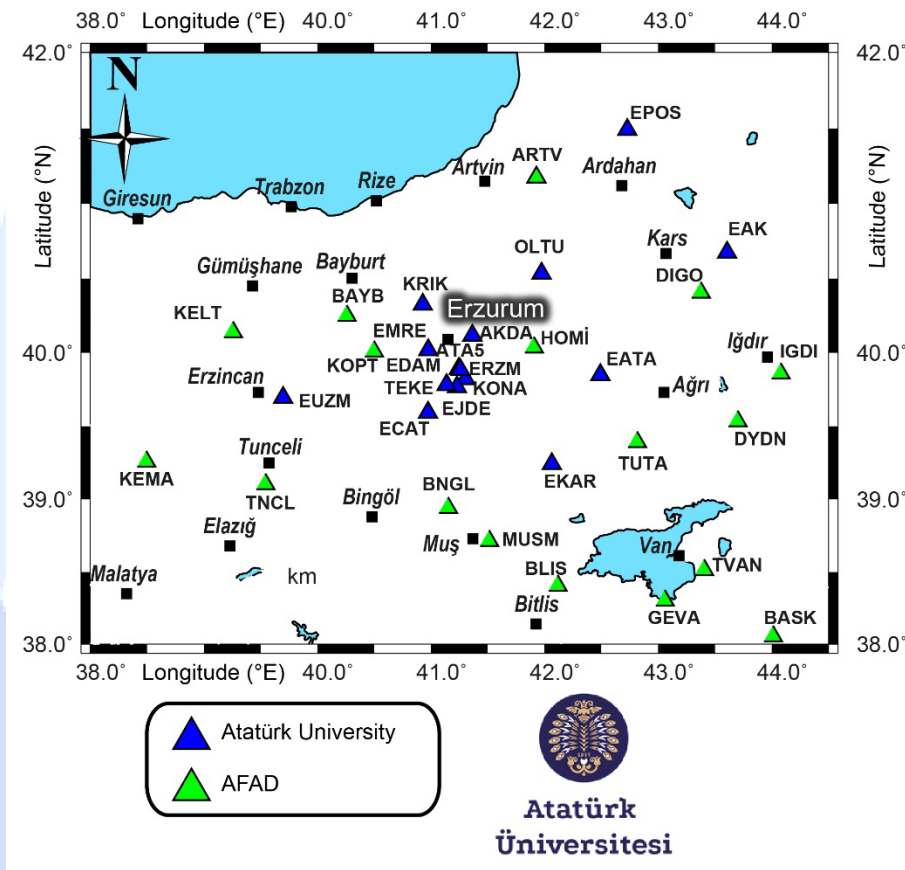 38.0˚ Longitude (°E) 40.0˚ 41.0˚ 42.0˚ 43.0˚ 44.0˚
42.0˚ 42.0˚
N
EPOS
ARTV
Artvin
Ardahan
Rize
Trabzon
Giresun
Latitude (°N)
Latitude (°N)
EAK
Kars
OLTU
DIGO
Bayburt
Gümüşhane
KRIK
BAYB
Erzurum
KELT
EMRE
AKDA
HOMİ
40.0˚ 40.0˚
Iğdır
IGDI
KOPT
EDAM
ATA5
ERZM
EATA
Erzincan
TEKE
KONA
Ağrı
EUZM
EJDE
ECAT
DYDN
Tunceli
TUTA
KEMA
EKAR
TNCL
BNGL
39.0˚ 39.0˚
Bingöl
Elazığ
Muş
MUSM
Van
TVAN
BLIS
Malatya
km
Bitlis
GEVA
BASK
38.0˚ 38.0˚
38.0˚ Longitude (°E) 40.0˚ 41.0˚ 42.0˚ 43.0˚ 44.0˚
Atatürk University
AFAD
1957
Atatürk
Üniversitesi